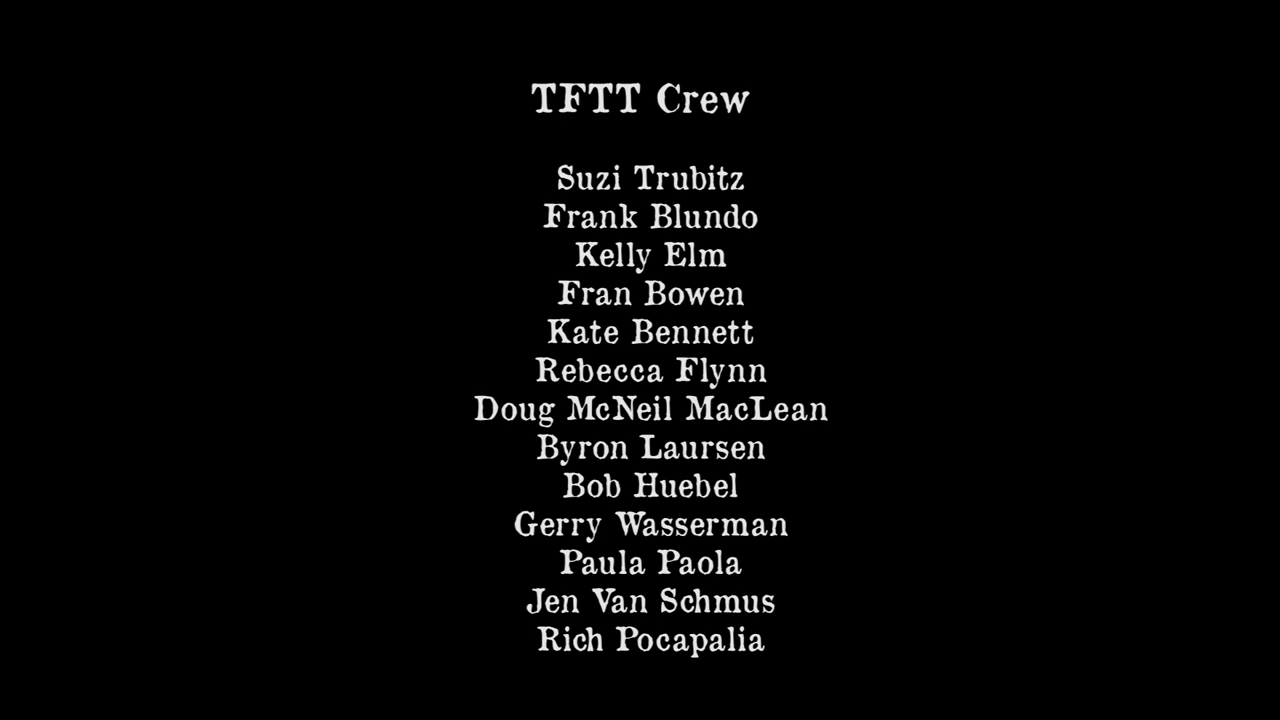 TFTT Crew
Suzi Trubitz
Frank Blundo
Kelly Elm
Fran Bowen
Kate Bennett
Rebecca Flynn
Doug McNeil MacLean
Byron Laursen
Bob Huebel
Gerry Wasserman
Paula Paola
Jen Van Schmus
Rich Pocapalia